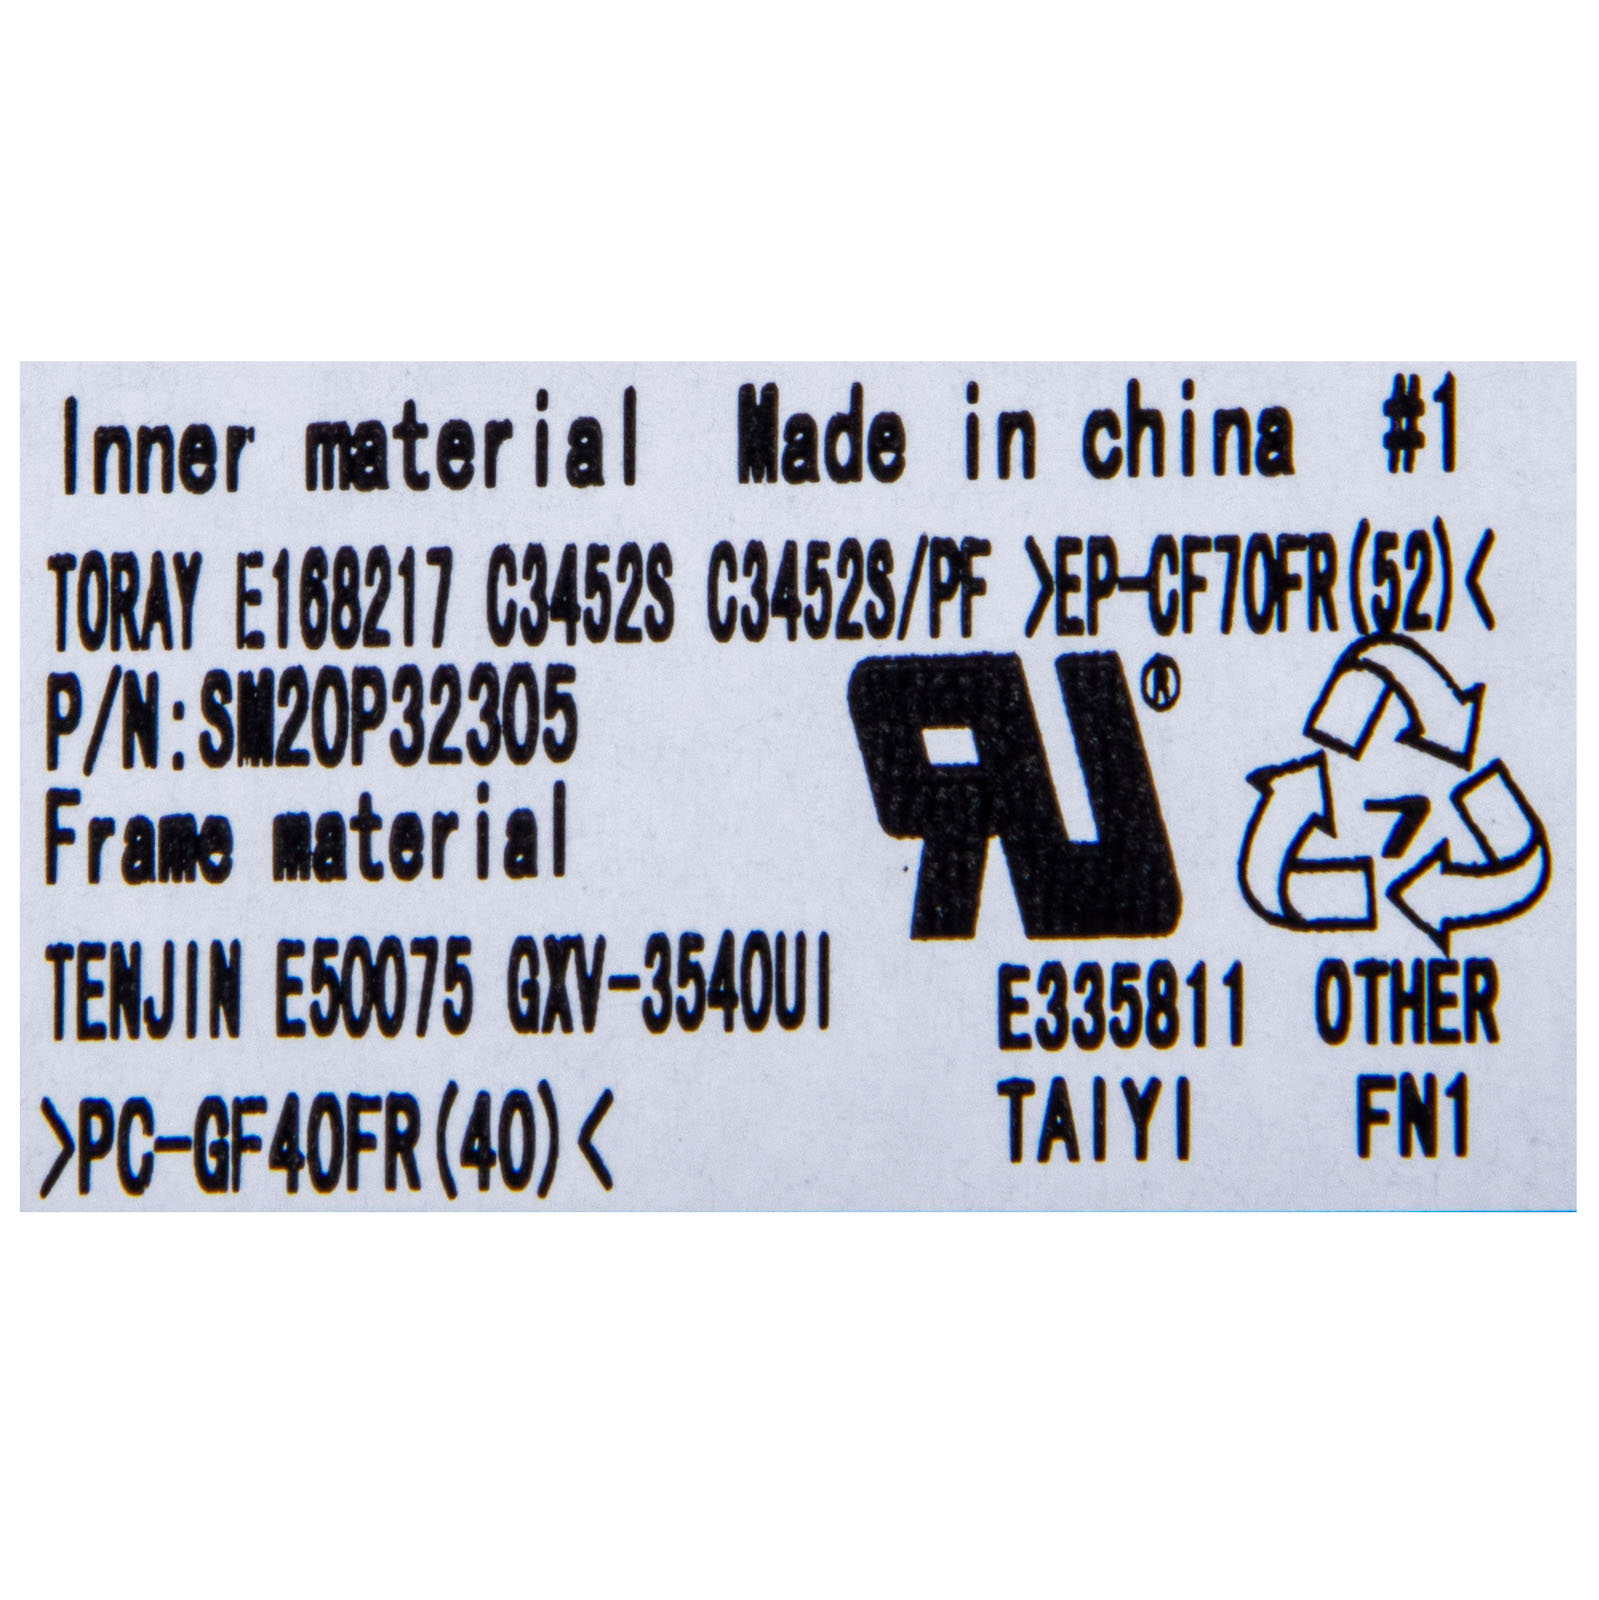 Inner material Made in china #1
TORAY E168217 C3452S C3452S/PF >EP-CF70FR(52)<
P/N:SM20P32305
Frame material
TENJIN E50075 GXV-3540UI
>PC-GF40FR(40)<
®
7
E335811 OTHER
TAIYI FN1